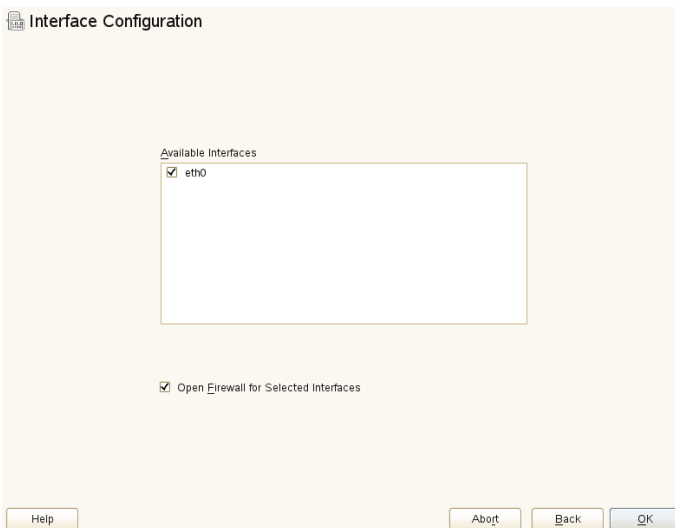 Interface Configuration
Available Interfaces
eth0
Open Firewall for Selected Interfaces
Help
Abort
Back
OK